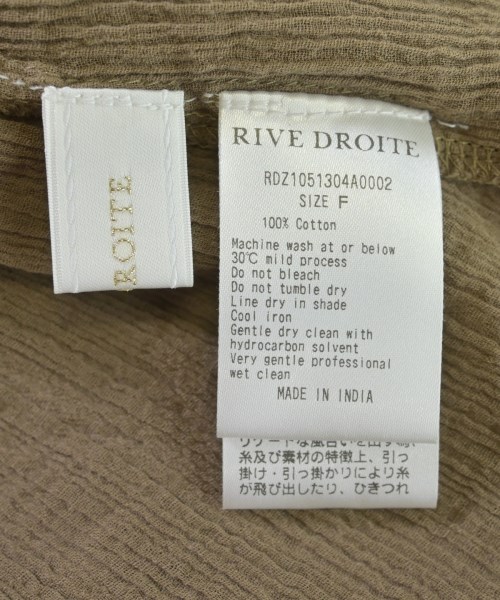 ROITE
RIVE DROITE
RDZ1051304A0002
SIZE F
100% Cotton
Machine wash at or below
30℃ mild process
Do not bleach
Do not tumble dry
Line dry in shade
Cool iron
Gentle dry clean with
hydrocarbon solvent
Very gentle professional
wet clean
MADE IN INDIA
糸及び素材の特徴上、引っ
掛け・引っ掛かりにより糸
が飛び出したり、ひきつれ